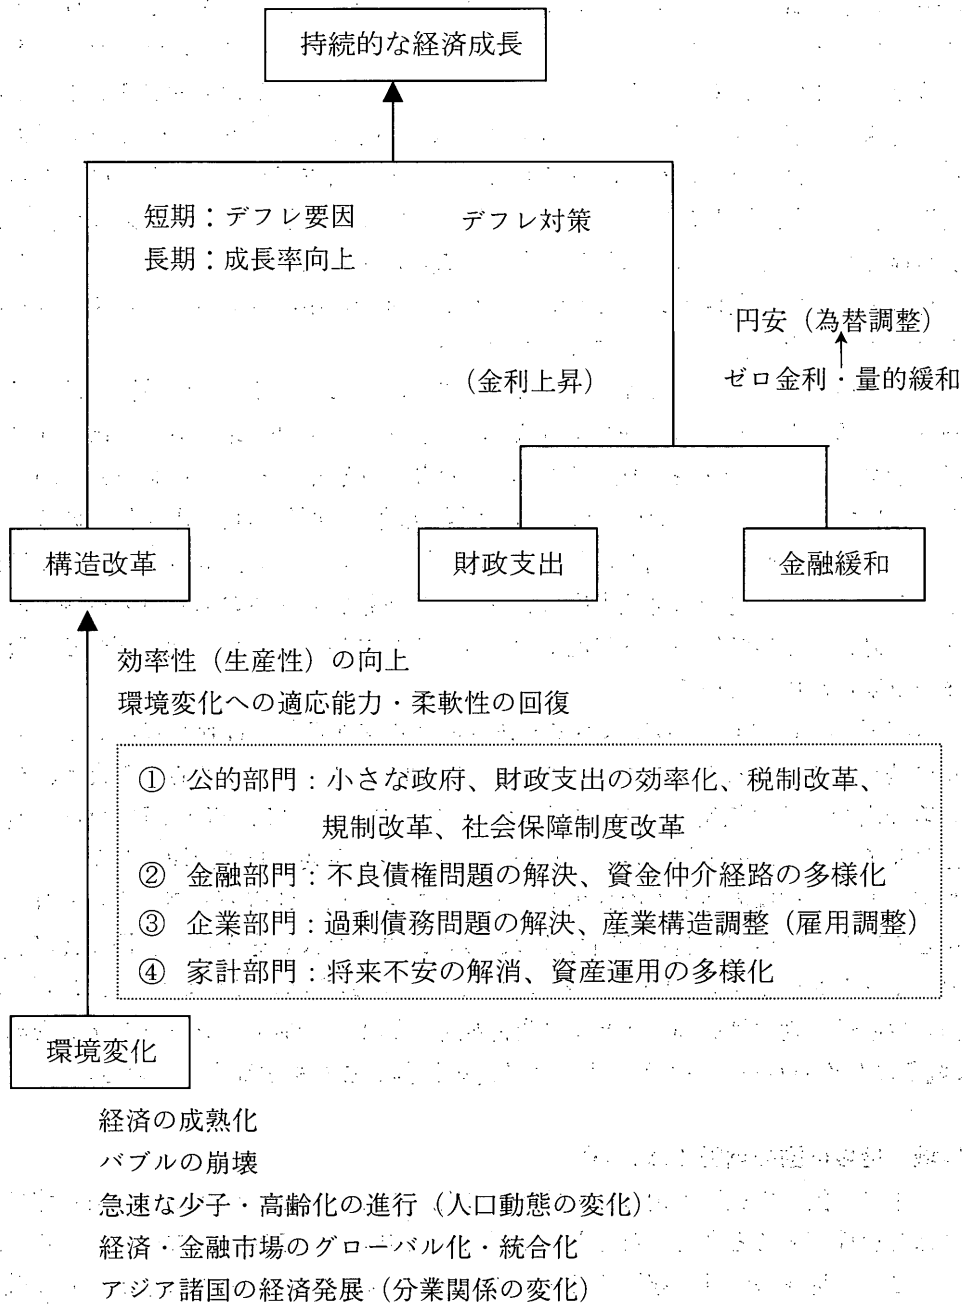 持続的な経済成長
短期：デフレ要因
長期：成長率向上
デフレ対策
円安（為替調整）
（金利上昇）
ゼロ金利・量的緩和
構造改革
財政支出
金融緩和
効率性（生産性）の向上
環境変化への適応能力・柔軟性の回復
① 公的部門：小さな政府、財政支出の効率化、税制改革、
規制改革、社会保障制度改革
② 金融部門：不良債権問題の解決、資金仲介経路の多様化
③ 企業部門：過剰債務問題の解決、産業構造調整（雇用調整）
④ 家計部門：将来不安の解消、資産運用の多様化
環境変化
経済の成熟化
バブルの崩壊
急速な少子・高齢化の進行（人口動態の変化）
経済・金融市場のグローバル化・統合化
アジア諸国の経済発展（分業関係の変化）